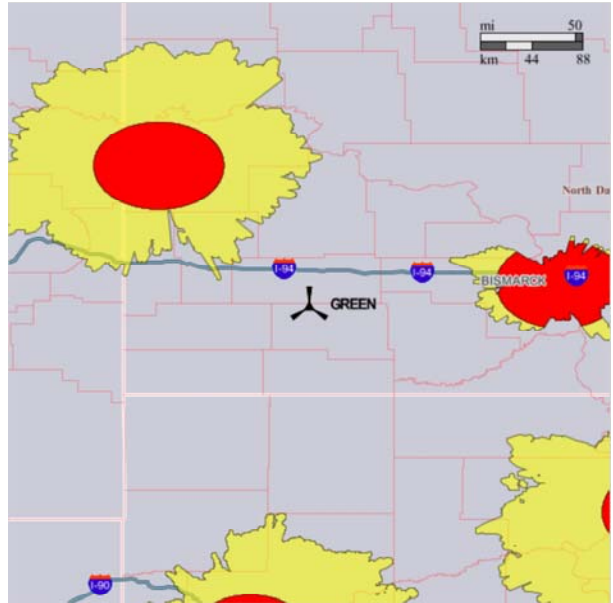 mi 50
km 44 88
North Da
I-94
I-94
I-94
BISMARCK
GREEN
I-90